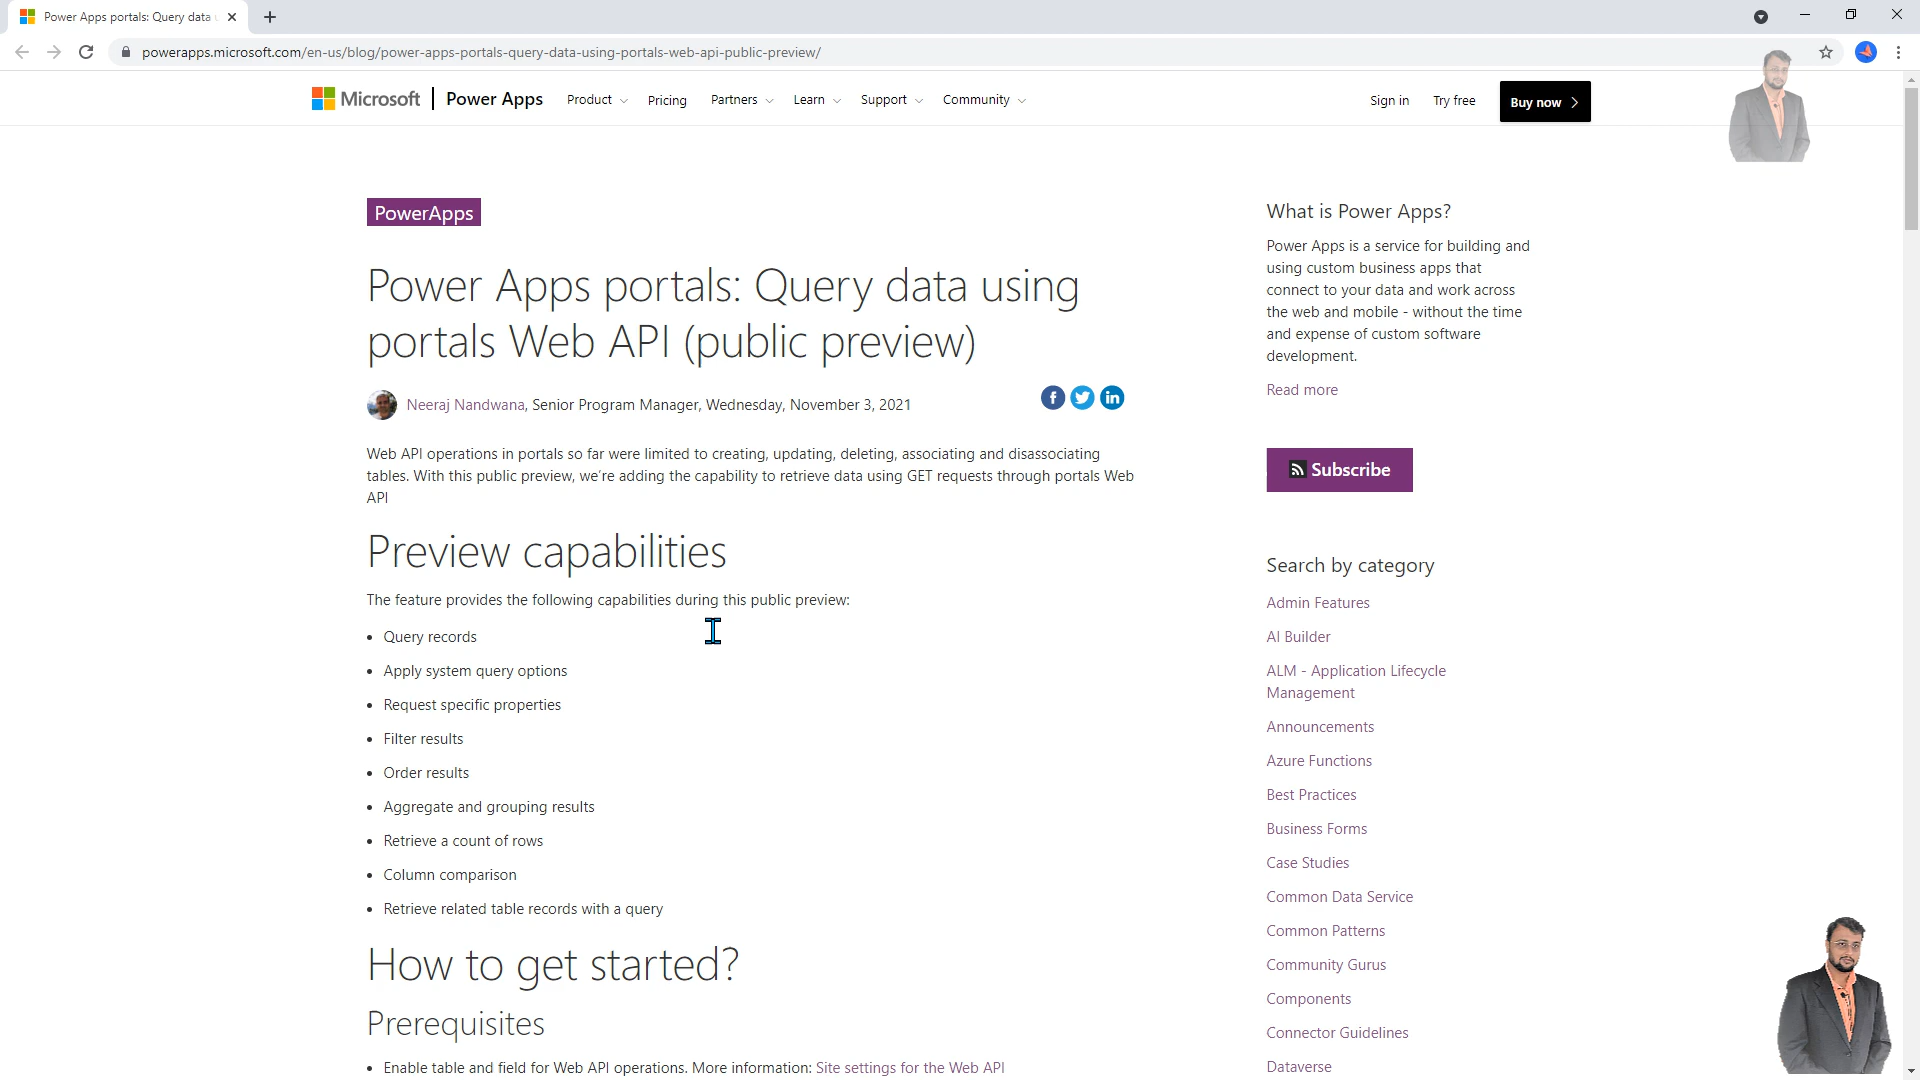 Power Apps portals: Query data
powerapps.microsoft.com/en-us/blog/power-apps-portals-query-data-using-portals-web-api-public-preview/
Microsoft Power Apps Product Pricing Partners Learn Support Community Sign in Try free Buy now
PowerApps
Power Apps portals: Query data using
portals Web API (public preview)
Neeraj Nandwana, Senior Program Manager, Wednesday, November 3, 2021
Web API operations in portals so far were limited to creating, updating, deleting, associating and disassociating
tables. With this public preview, we're adding the capability to retrieve data using GET requests through portals Web
API
Preview capabilities
The feature provides the following capabilities during this public preview:
• Query records
• Apply system query options
• Request specific properties
• Filter results
• Order results
• Aggregate and grouping results
• Retrieve a count of rows
• Column comparison
• Retrieve related table records with a query
How to get started?
Prerequisites
• Enable table and field for Web API operations. More information: Site settings for the Web API
What is Power Apps?
Power Apps is a service for building and
using custom business apps that
connect to your data and work across
the web and mobile - without the time
and expense of custom software
development.
Read more
Subscribe
Search by category
Admin Features
AI Builder
ALM - Application Lifecycle
Management
Announcements
Azure Functions
Best Practices
Business Forms
Case Studies
Common Data Service
Common Patterns
Community Gurus
Components
Connector Guidelines
Dataverse